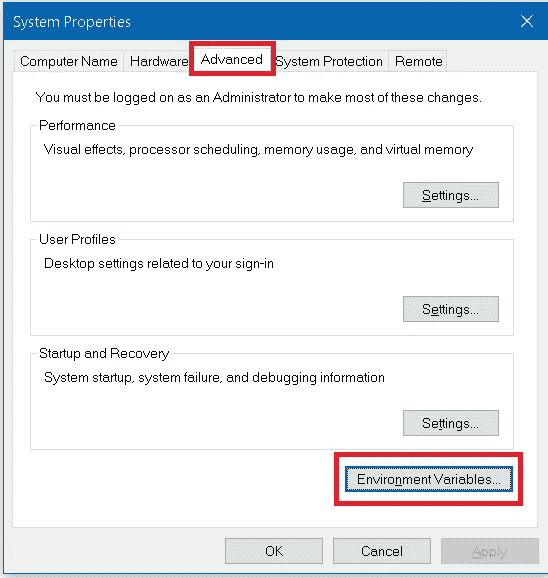 System Properties
Computer Name Hardware Advanced System Protection Remote
You must be logged on as an Administrator to make most of these changes.
Performance
Visual effects, processor scheduling, memory usage, and virtual memory
Settings...
User Profiles
Desktop settings related to your sign-in
Settings...
Startup and Recovery
System startup, system failure, and debugging information
Settings...
Environment Variables...
OK Cancel Apply